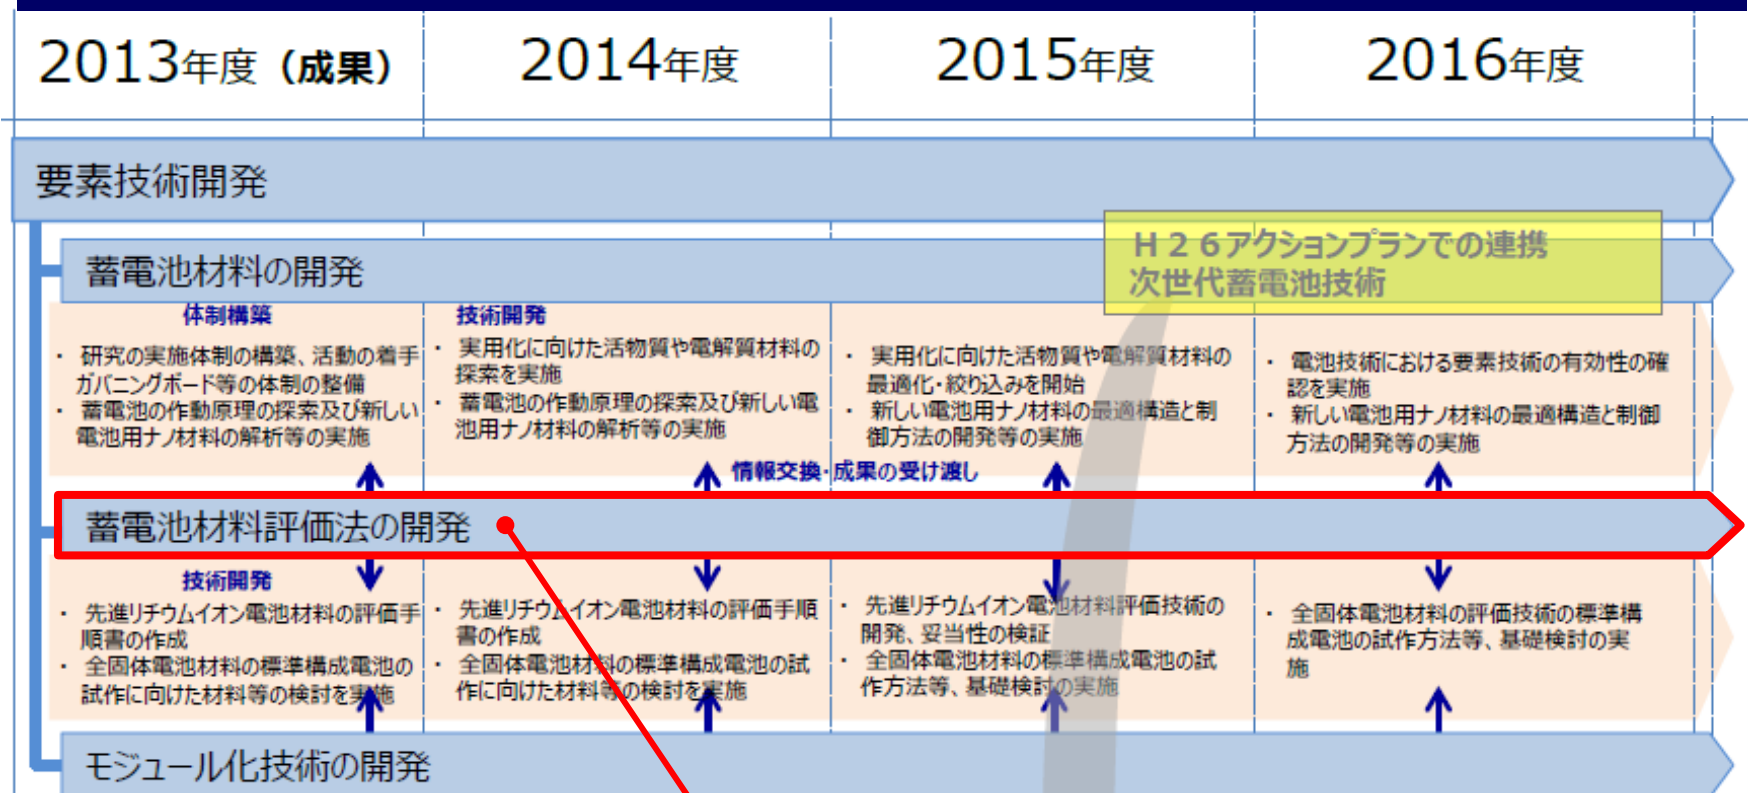 2013年度（成果）
2014年度
2015年度
2016年度
要素技術開発
H26アクションプランでの連携
次世代蓄電池技術
蓄電池材料の開発
体制構築
・ 研究の実施体制の構築、活動の着手
ガバニングボード等の体制の整備
・ 蓄電池の作動原理の探索及び新しい
電池用ナノ材料の解析等の実施
技術開発
・ 実用化に向けた活物質や電解質材料の
探索を実施
・ 蓄電池の作動原理の探索及び新しい電
池用ナノ材料の解析等の実施
・ 実用化に向けた活物質や電解質材料の
最適化・絞り込みを開始
・ 新しい電池用ナノ材料の最適構造と制
御方法の開発等の実施
・ 電池技術における要素技術の有効性の確
認を実施
・ 新しい電池用ナノ材料の最適構造と制御
方法の開発等の実施
情報交換・成果の受け渡し
蓄電池材料評価法の開発
技術開発
・ 先進リチウムイオン電池材料の評価手
順書の作成
・ 全固体電池材料の標準構成電池の
試作に向けた材料等の検討を実施
・ 先進リチウムイオン電池材料の評価手順
書の作成
・ 全固体電池材料の標準構成電池の試
作に向けた材料等の検討を実施
・ 先進リチウムイオン電池材料評価技術の
開発、妥当性の検証
・ 全固体電池材料の標準構成電池の試
作方法等、基礎検討の実施
・ 全固体電池材料の評価技術の標準構
成電池の試作方法等、基礎検討の実
施
モジュール化技術の開発